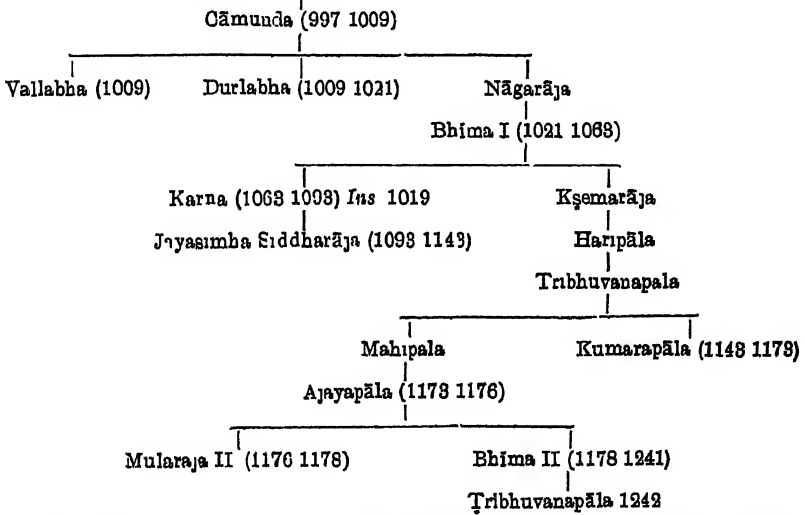 Cāmunda (997 1009)
Vallabha (1009) Durlabha (1009 1021) Nāgarāja
Bhima I (1021 1063)
Karna (1063 1093) Ins 1019 Kṣemarāja
Jayasimha Siddharāja (1093 1143) Haripāla
Tribhuvanapala
Mahipala Kumarapāla (1143 1173)
Ajayapāla (1173 1176)
Mularaja II (1176 1178) Bhima II (1178 1241)
Tribhuvanapāla 1242